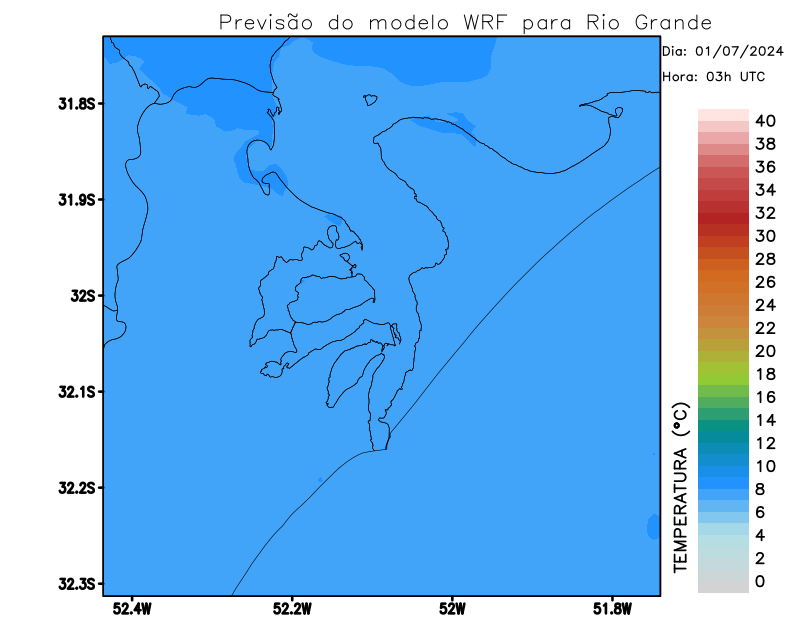 Previsão do modelo WRF para Rio Grande
Dia: 01/07/2024
Hora: 03h UTC
31.8S
31.9S
32S
32.1S
32.2S
32.3S
52.4W
52.2W
52W
51.8W
TEMPERATURA (°C)
40
38
36
34
32
30
28
26
24
22
20
18
16
14
12
10
8
6
4
2
0